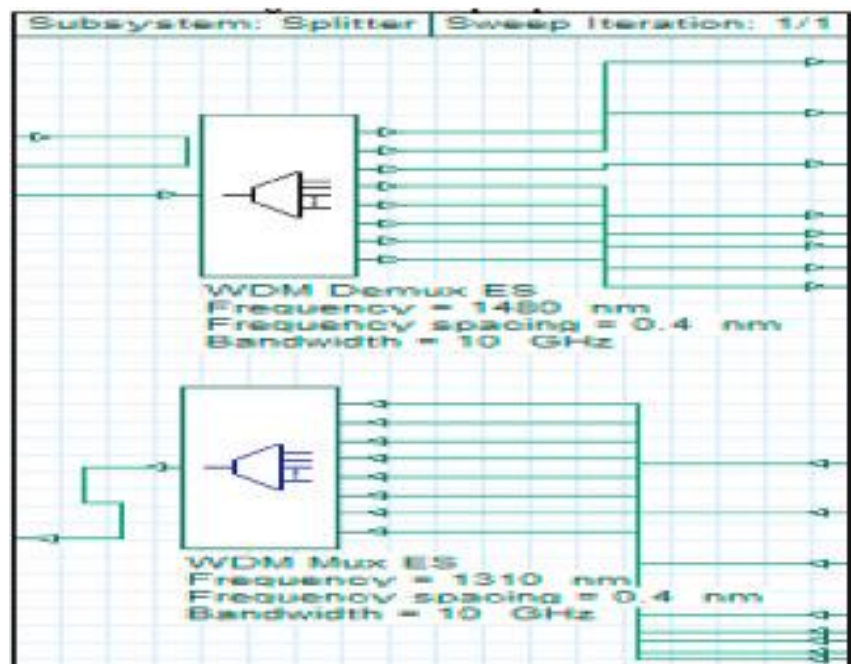 Subsystem: Splitter
Sweep Iteration: 1/1
WDM Demux ES
Frequency = 1480 nm
Frequency spacing = 0.4 nm
Bandwidth = 10 GHz
WDM Mux ES
Frequency = 1310 nm
Frequency spacing = 0.4 nm
Bandwidth = 10 GHz